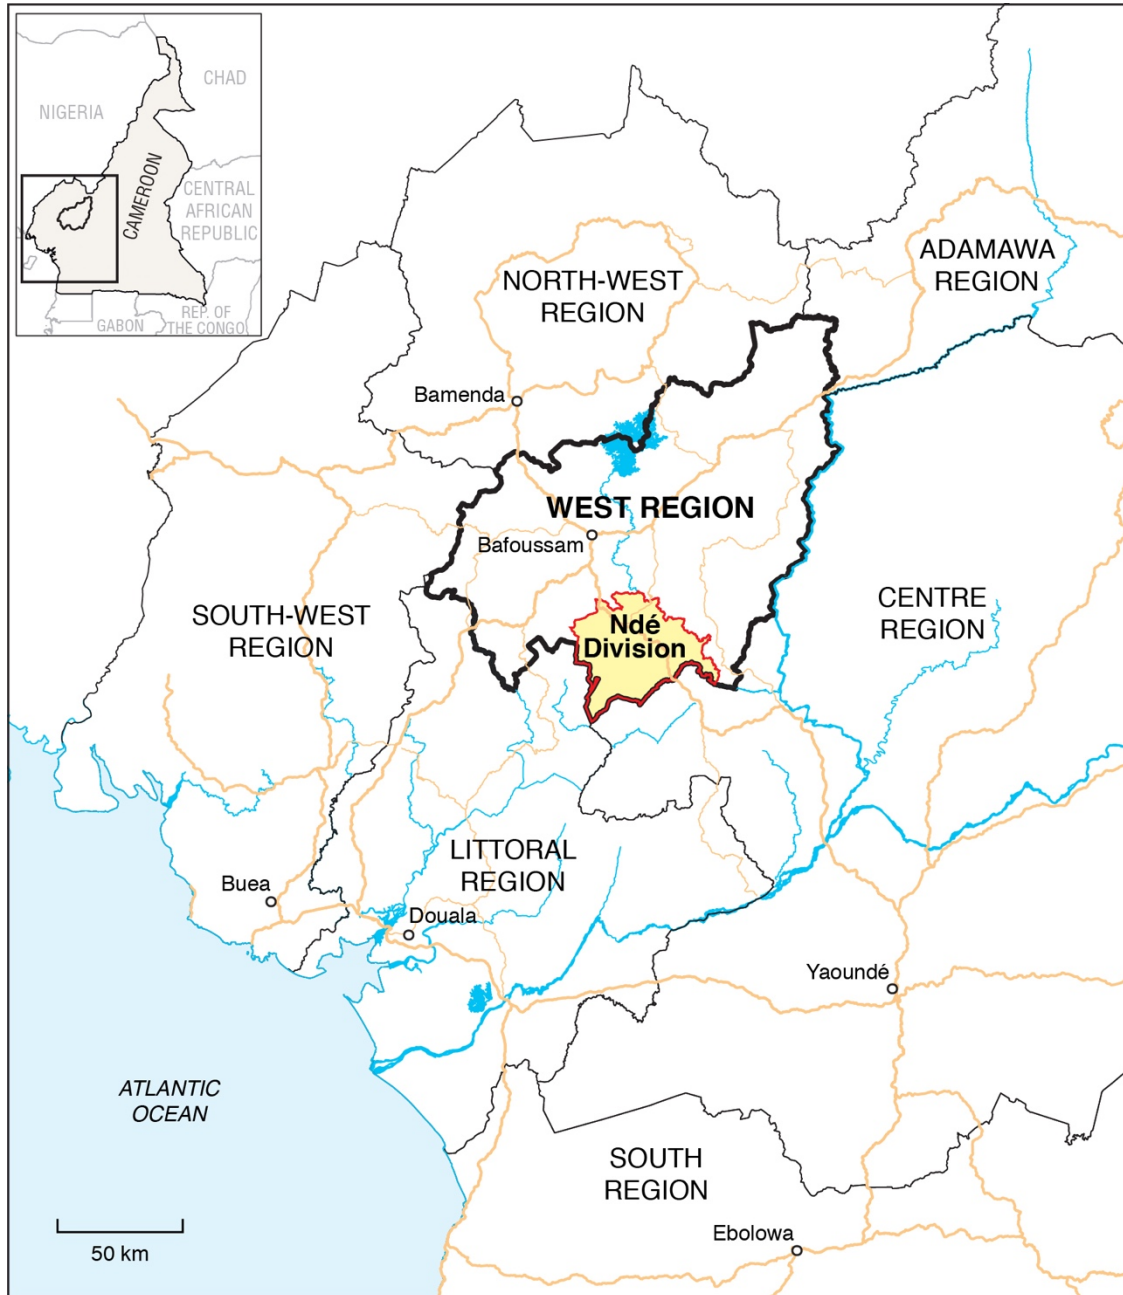 CHAD
NIGERIA
CAMEROON
CENTRAL
AFRICAN
REPUBLIC
REP. OF
THE CONGO
GABON
ADAMAWA
REGION
NORTH-WEST
REGION
Bamenda
WEST REGION
Bafoussam
CENTRE
REGION
SOUTH-WEST
REGION
Ndé
Division
LITTORAL
REGION
Buea
Douala
Yaoundé
ATLANTIC
OCEAN
SOUTH
REGION
Ebolowa
50 km